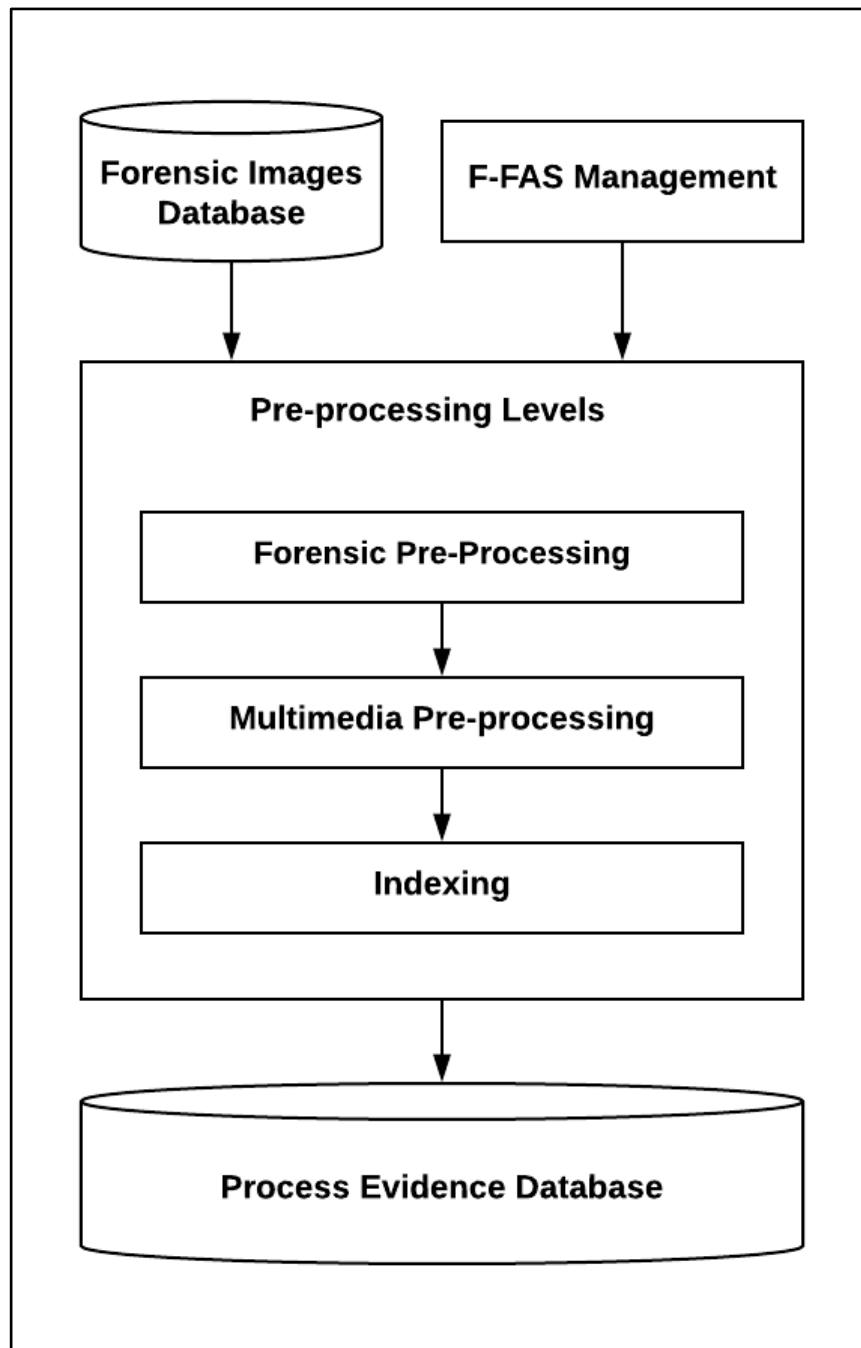 Forensic Images
Database
F-FAS Management
Pre-processing Levels
Forensic Pre-Processing
Multimedia Pre-processing
Indexing
Process Evidence Database